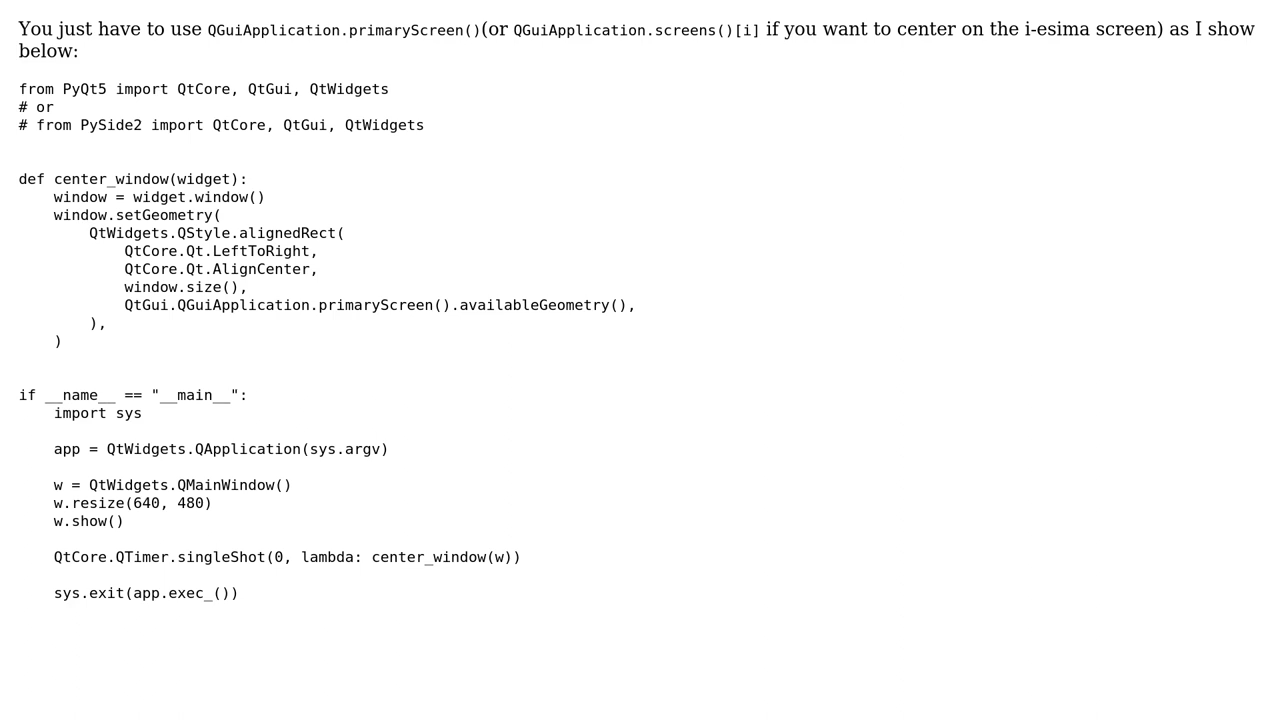 You just have to use QGuiApplication.primaryScreen()(or QGuiApplication.screens()[i] if you want to center on the i-esima screen) as I show
below:
from PyQt5 import QtCore, QtGui, QtWidgets
# or
# from PySide2 import QtCore, QtGui, QtWidgets
def center_window(widget):
    window = widget.window()
    window.setGeometry(
        QtWidgets.QStyle.alignedRect(
            QtCore.Qt.LeftToRight,
            QtCore.Qt.AlignCenter,
            window.size(),
            QtGui.QGuiApplication.primaryScreen().availableGeometry(),
        ),
    )
if __name__ == "__main__":
    import sys
    app = QtWidgets.QApplication(sys.argv)
    w = QtWidgets.QMainWindow()
    w.resize(640, 480)
    w.show()
    QtCore.QTimer.singleShot(0, lambda: center_window(w))
    sys.exit(app.exec_())